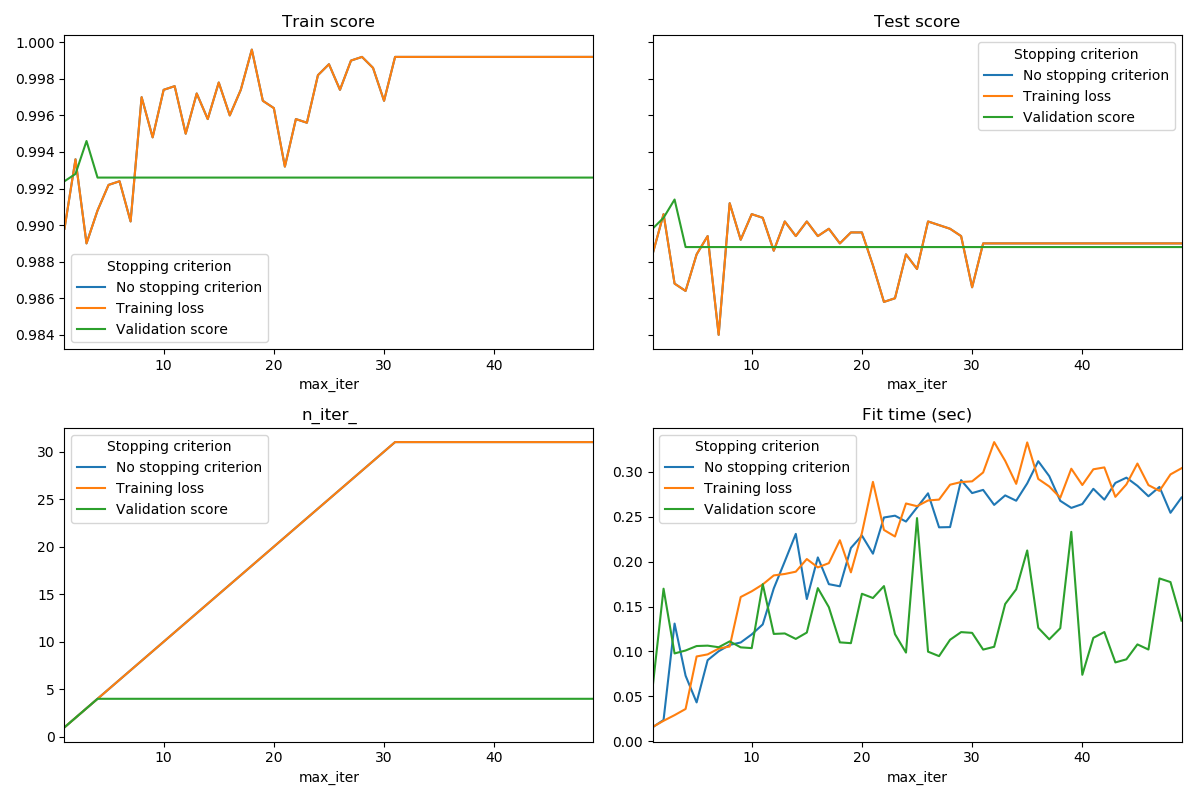 Train score
1.000
0.998
0.996
0.994
0.992
0.990
0.988
0.986
0.984
Stopping criterion
No stopping criterion
Training loss
Validation score
10
20
30
40
max_iter
Test score
Stopping criterion
No stopping criterion
Training loss
Validation score
10
20
30
40
max_iter
n_iter_
30
25
20
15
10
5
0
Stopping criterion
No stopping criterion
Training loss
Validation score
10
20
30
40
max_iter
Fit time (sec)
0.30
0.25
0.20
0.15
0.10
0.05
0.00
Stopping criterion
No stopping criterion
Training loss
Validation score
10
20
30
40
max_iter